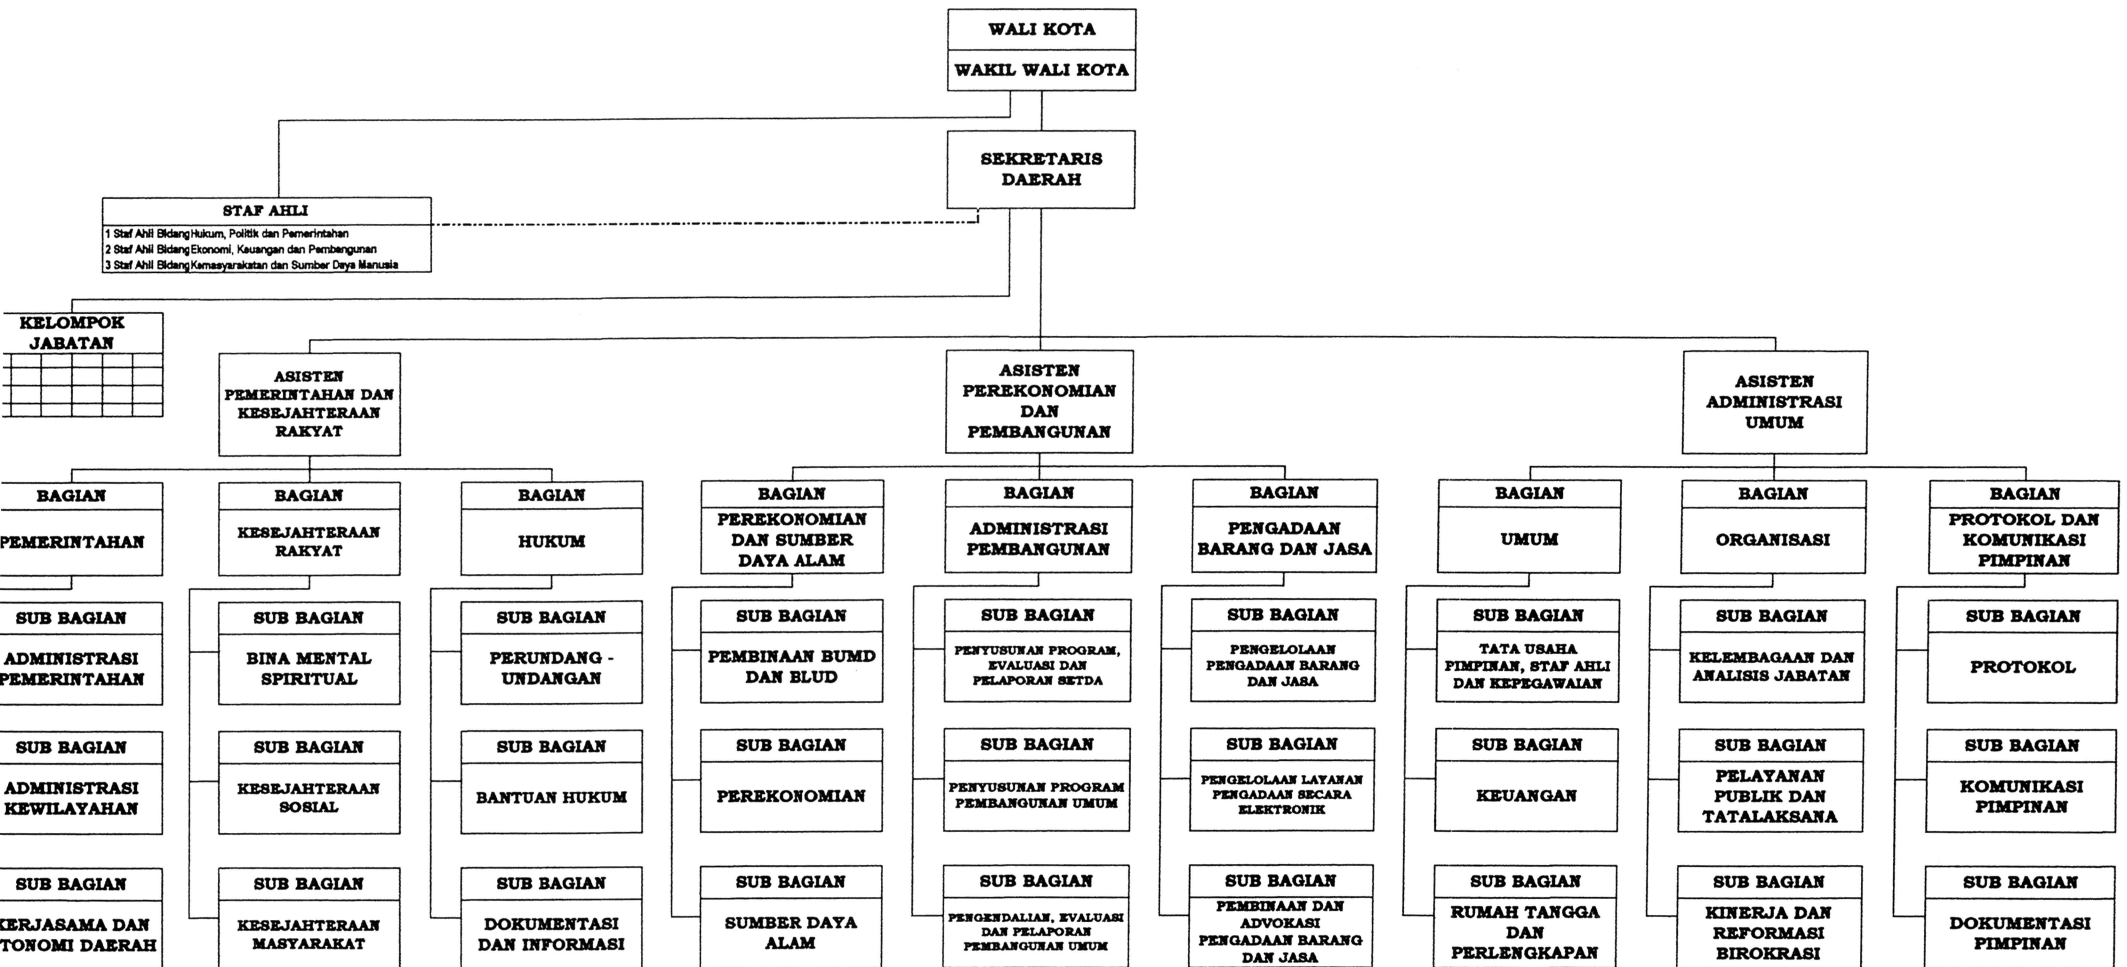 WALI KOTA
WAKIL WALI KOTA
SEKRETARIS
DAERAH
STAF AHLI
1 Staf Ahli Bidang Hukum, Politik dan Pemerintahan
2 Staf Ahli Bidang Ekonomi, Keuangan dan Pembangunan
3 Staf Ahli Bidang Kemasyarakatan dan Sumber Daya Manusia
KELOMPOK
JABATAN
ASISTEN
PEMERINTAHAN DAN
KESEJAHTERAAN
RAKYAT
ASISTEN
PEREKONOMIAN
DAN
PEMBANGUNAN
ASISTEN
ADMINISTRASI
UMUM
BAGIAN
PEMERINTAHAN
BAGIAN
KESEJAHTERAAN
RAKYAT
BAGIAN
HUKUM
BAGIAN
PEREKONOMIAN
DAN SUMBER
DAYA ALAM
BAGIAN
ADMINISTRASI
PEMBANGUNAN
BAGIAN
PENGADAAN
BARANG DAN JASA
BAGIAN
UMUM
BAGIAN
ORGANISASI
BAGIAN
PROTOKOL DAN
KOMUNIKASI
PIMPINAN
SUB BAGIAN
ADMINISTRASI
PEMERINTAHAN
SUB BAGIAN
BINA MENTAL
SPIRITUAL
SUB BAGIAN
PERUNDANG -
UNDANGAN
SUB BAGIAN
PEMBINAAN BUMD
DAN BLUD
SUB BAGIAN
PENYUSUNAN PROGRAM,
EVALUASI DAN
PELAPORAN SETDA
SUB BAGIAN
PENGELOLAAN
PENGADAAN BARANG
DAN JASA
SUB BAGIAN
TATA USAHA
PIMPINAN, STAF AHLI
DAN KEPEGAWAIAN
SUB BAGIAN
KELEMBAGAAN DAN
ANALISIS JABATAN
SUB BAGIAN
PROTOKOL
SUB BAGIAN
ADMINISTRASI
KEWILAYAHAN
SUB BAGIAN
KESEJAHTERAAN
SOSIAL
SUB BAGIAN
BANTUAN HUKUM
SUB BAGIAN
PEREKONOMIAN
SUB BAGIAN
PENYUSUNAN PROGRAM
PEMBANGUNAN UMUM
SUB BAGIAN
PENGELOLAAN LAYANAN
PENGADAAN SECARA
ELEKTRONIK
SUB BAGIAN
KEUANGAN
SUB BAGIAN
PELAYANAN
PUBLIK DAN
TATALAKSANA
SUB BAGIAN
KOMUNIKASI
PIMPINAN
SUB BAGIAN
KERJASAMA DAN
TONOMI DAERAH
SUB BAGIAN
KESEJAHTERAAN
MASYARAKAT
SUB BAGIAN
DOKUMENTASI
DAN INFORMASI
SUB BAGIAN
SUMBER DAYA
ALAM
SUB BAGIAN
PENGENDALIAN, EVALUASI
DAN PELAPORAN
PEMBANGUNAN UMUM
SUB BAGIAN
PEMBINAAN DAN
ADVOKASI
PENGADAAN BARANG
DAN JASA
SUB BAGIAN
RUMAH TANGGA
DAN
PERLENGKAPAN
SUB BAGIAN
KINERJA DAN
REFORMASI
BIROKRASI
SUB BAGIAN
DOKUMENTASI
PIMPINAN